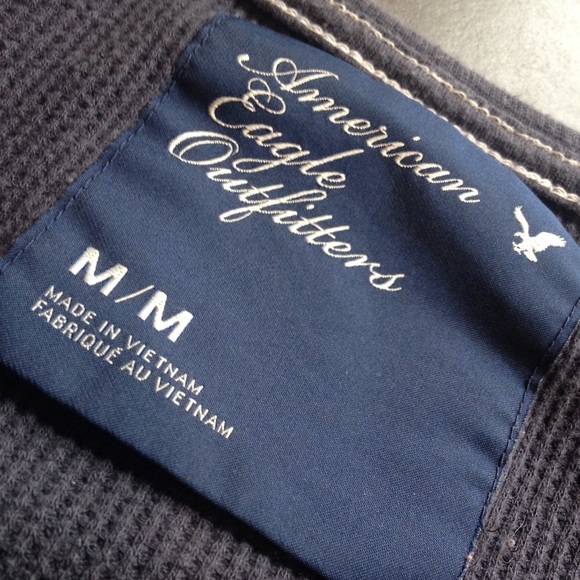 American
Eagle
Outfitters
M/M
MADE IN VIETNAM
FABRIQUÉ AU VIETNAM